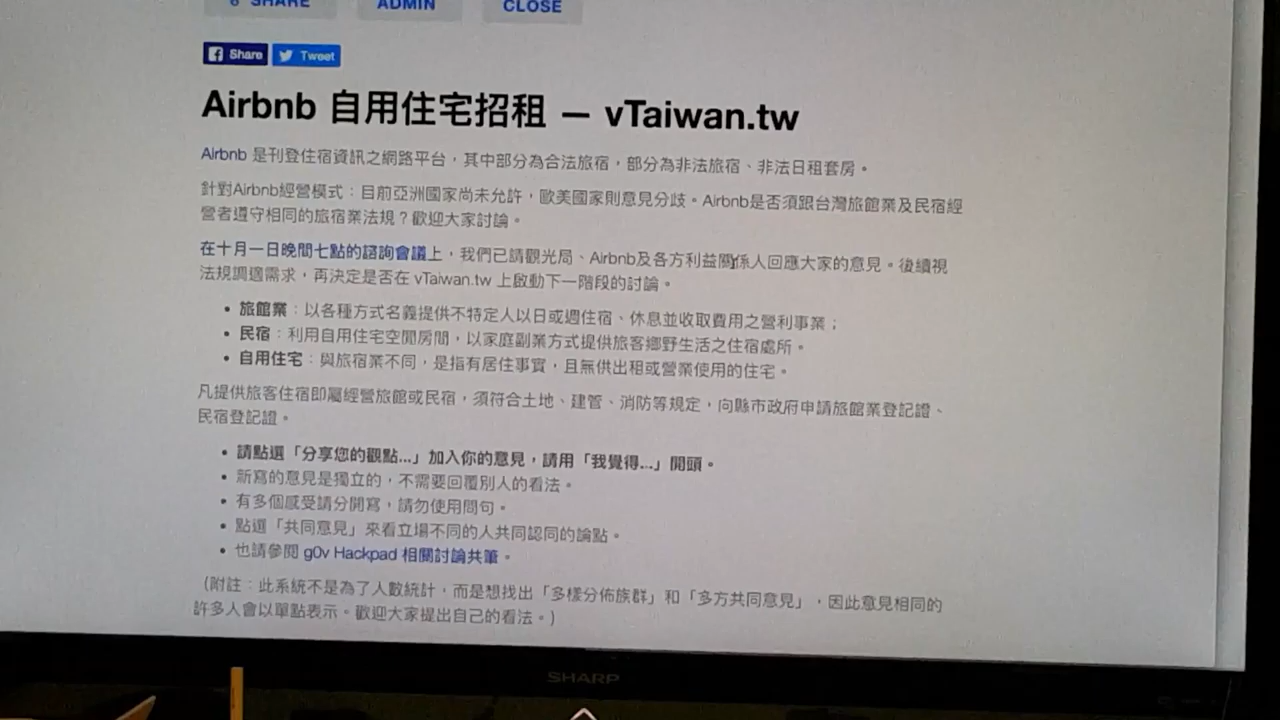 SHARE ADMIN CLOSE
Share Tweet
Airbnb 自用住宅招租 — vTaiwan.tw
Airbnb 是刊登住宿資訊之網路平台，其中部分為合法旅宿，部分為非法旅宿、非法日租套房。
針對Airbnb經營模式：目前亞洲國家尚未允許，歐美國家則意見分歧。Airbnb是否須跟台灣旅館業及民宿經
營者遵守相同的旅宿業法規？歡迎大家討論。
在十月一日晚間七點的諮詢會議上，我們已請觀光局、Airbnb及各方利益關係人回應大家的意見。後續視
法規調適需求，再決定是否在 vTaiwan.tw 上啟動下一階段的討論。
• 旅館業：以各種方式名義提供不特定人以日或週住宿、休息並收取費用之營利事業；
• 民宿：利用自用住宅空閒房間，以家庭副業方式提供旅客鄉野生活之住宿處所。
• 自用住宅：與旅宿業不同，是指有居住事實，且無供出租或營業使用的住宅。
凡提供旅客住宿即屬經營旅館或民宿，須符合土地、建管、消防等規定，向縣市政府申請旅館業登記證、
民宿登記證。
• 請點選「分享您的觀點...」加入你的意見，請用「我覺得...」開頭。
• 新寫的意見是獨立的，不需要回覆別人的看法。
• 有多個感受請分開寫，請勿使用問句。
• 點選「共同意見」來看立場不同的人共同認同的論點。
• 也請參閱 g0v Hackpad 相關討論共筆。
（附註：此系統不是為了人數統計，而是想找出「多樣分佈族群」和「多方共同意見」，因此意見相同的
許多人會以單點表示。歡迎大家提出自己的看法。）
SHARP